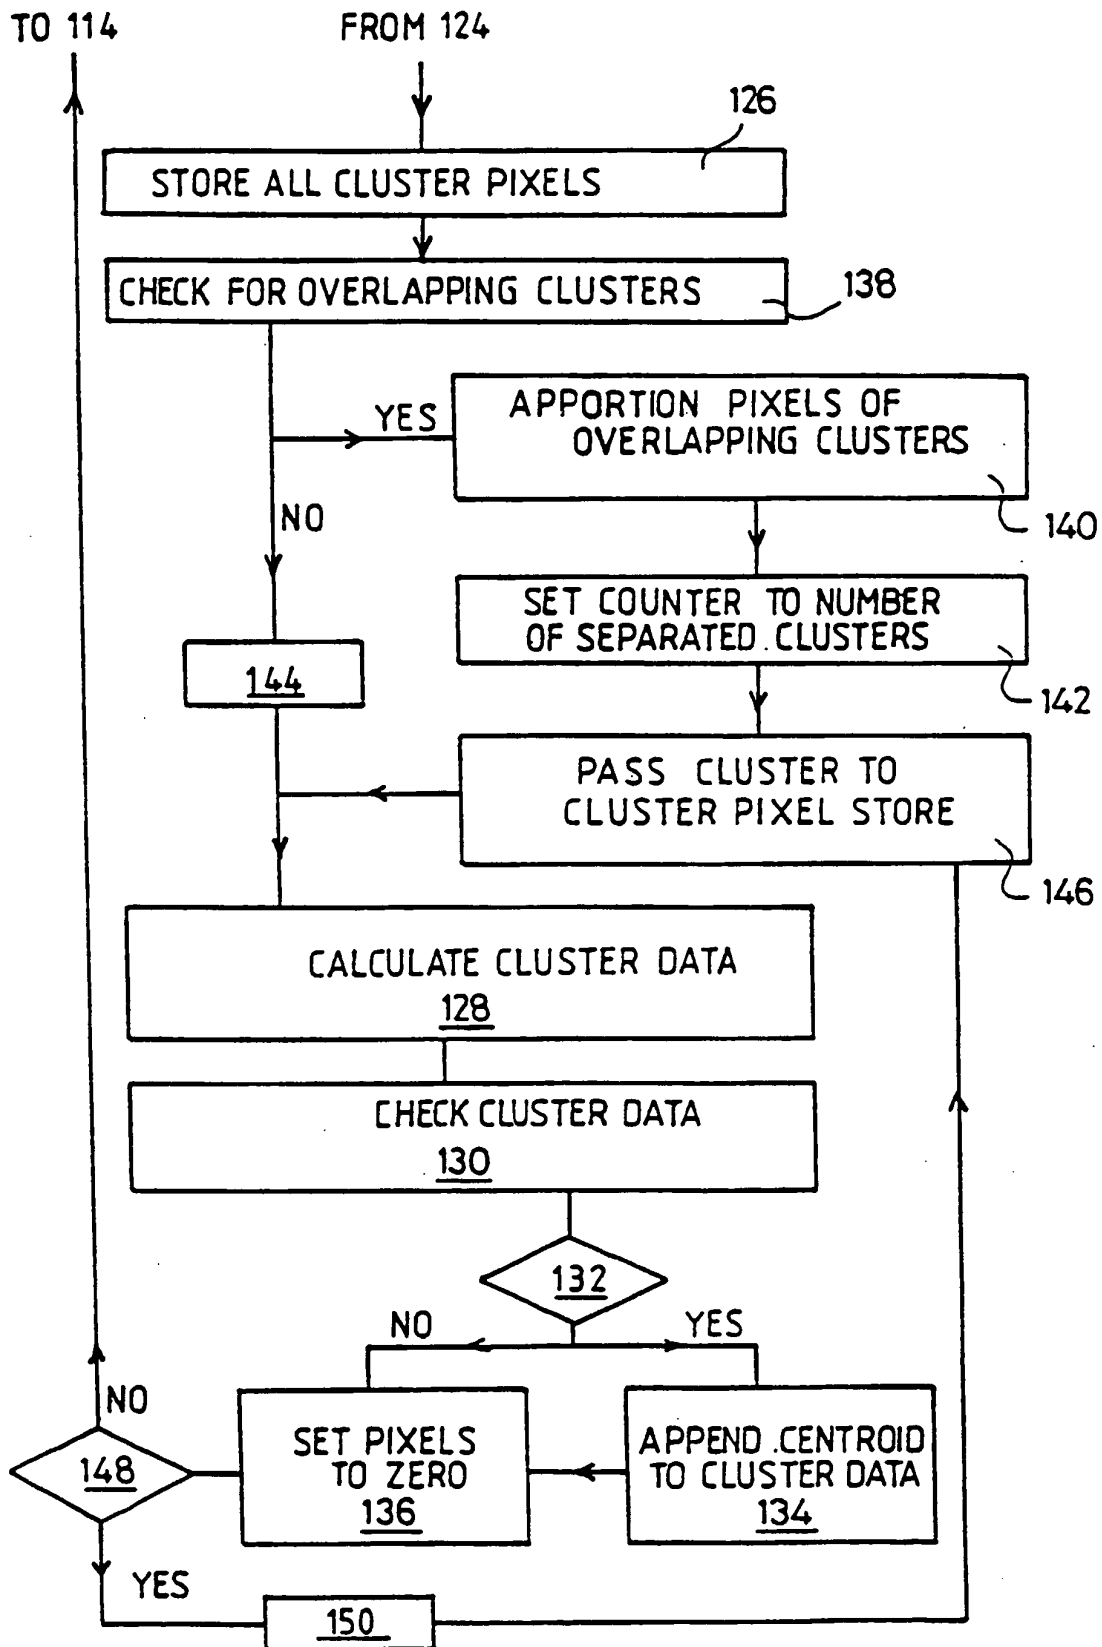 TO 114
FROM 124
126
STORE ALL CLUSTER PIXELS
CHECK FOR OVERLAPPING CLUSTERS
138
YES
APPORTION PIXELS OF
OVERLAPPING CLUSTERS
140
NO
SET COUNTER TO NUMBER
OF SEPARATED CLUSTERS
142
144
PASS CLUSTER TO
CLUSTER PIXEL STORE
146
CALCULATE CLUSTER DATA
128
CHECK CLUSTER DATA
130
132
NO
YES
NO
SET PIXELS
TO ZERO
136
APPEND CENTROID
TO CLUSTER DATA
134
148
YES
150